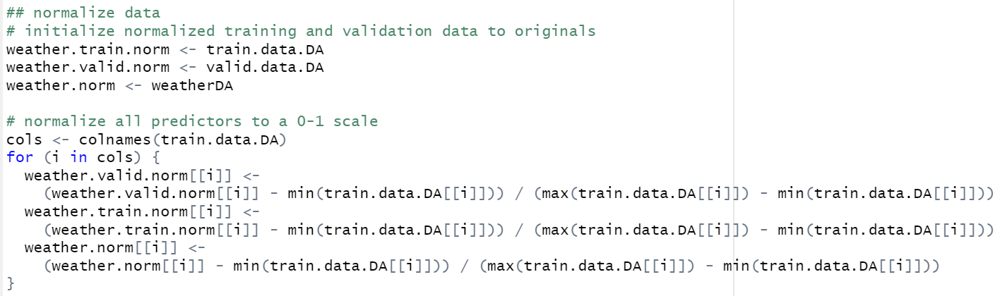 ## normalize data
# initialize normalized training and validation data to originals
weather.train.norm <- train.data.DA
weather.valid.norm <- valid.data.DA
weather.norm <- weatherDA

# normalize all predictors to a 0-1 scale
cols <- colnames(train.data.DA)
for (i in cols) {
  weather.valid.norm[[i]] <-
    (weather.valid.norm[[i]] - min(train.data.DA[[i]])) / (max(train.data.DA[[i]]) - min(train.data.DA[[i]]))
  weather.train.norm[[i]] <-
    (weather.train.norm[[i]] - min(train.data.DA[[i]])) / (max(train.data.DA[[i]]) - min(train.data.DA[[i]]))
  weather.norm[[i]] <-
    (weather.norm[[i]] - min(train.data.DA[[i]])) / (max(train.data.DA[[i]]) - min(train.data.DA[[i]]))
}